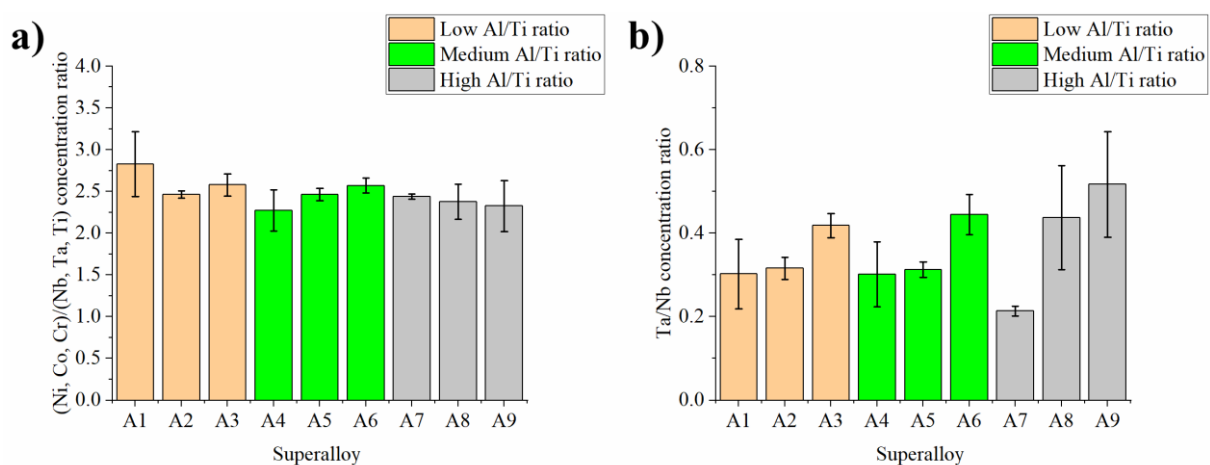 a)
Low Al/Ti ratio
Medium Al/Ti ratio
High Al/Ti ratio
(Ni, Co, Cr)/(Nb, Ta, Ti) concentration ratio
4.0
3.5
3.0
2.5
2.0
1.5
1.0
0.5
0.0
A1 A2 A3 A4 A5 A6 A7 A8 A9
Superalloy
b)
Low Al/Ti ratio
Medium Al/Ti ratio
High Al/Ti ratio
Ta/Nb concentration ratio
0.8
0.6
0.4
0.2
0.0
A1 A2 A3 A4 A5 A6 A7 A8 A9
Superalloy